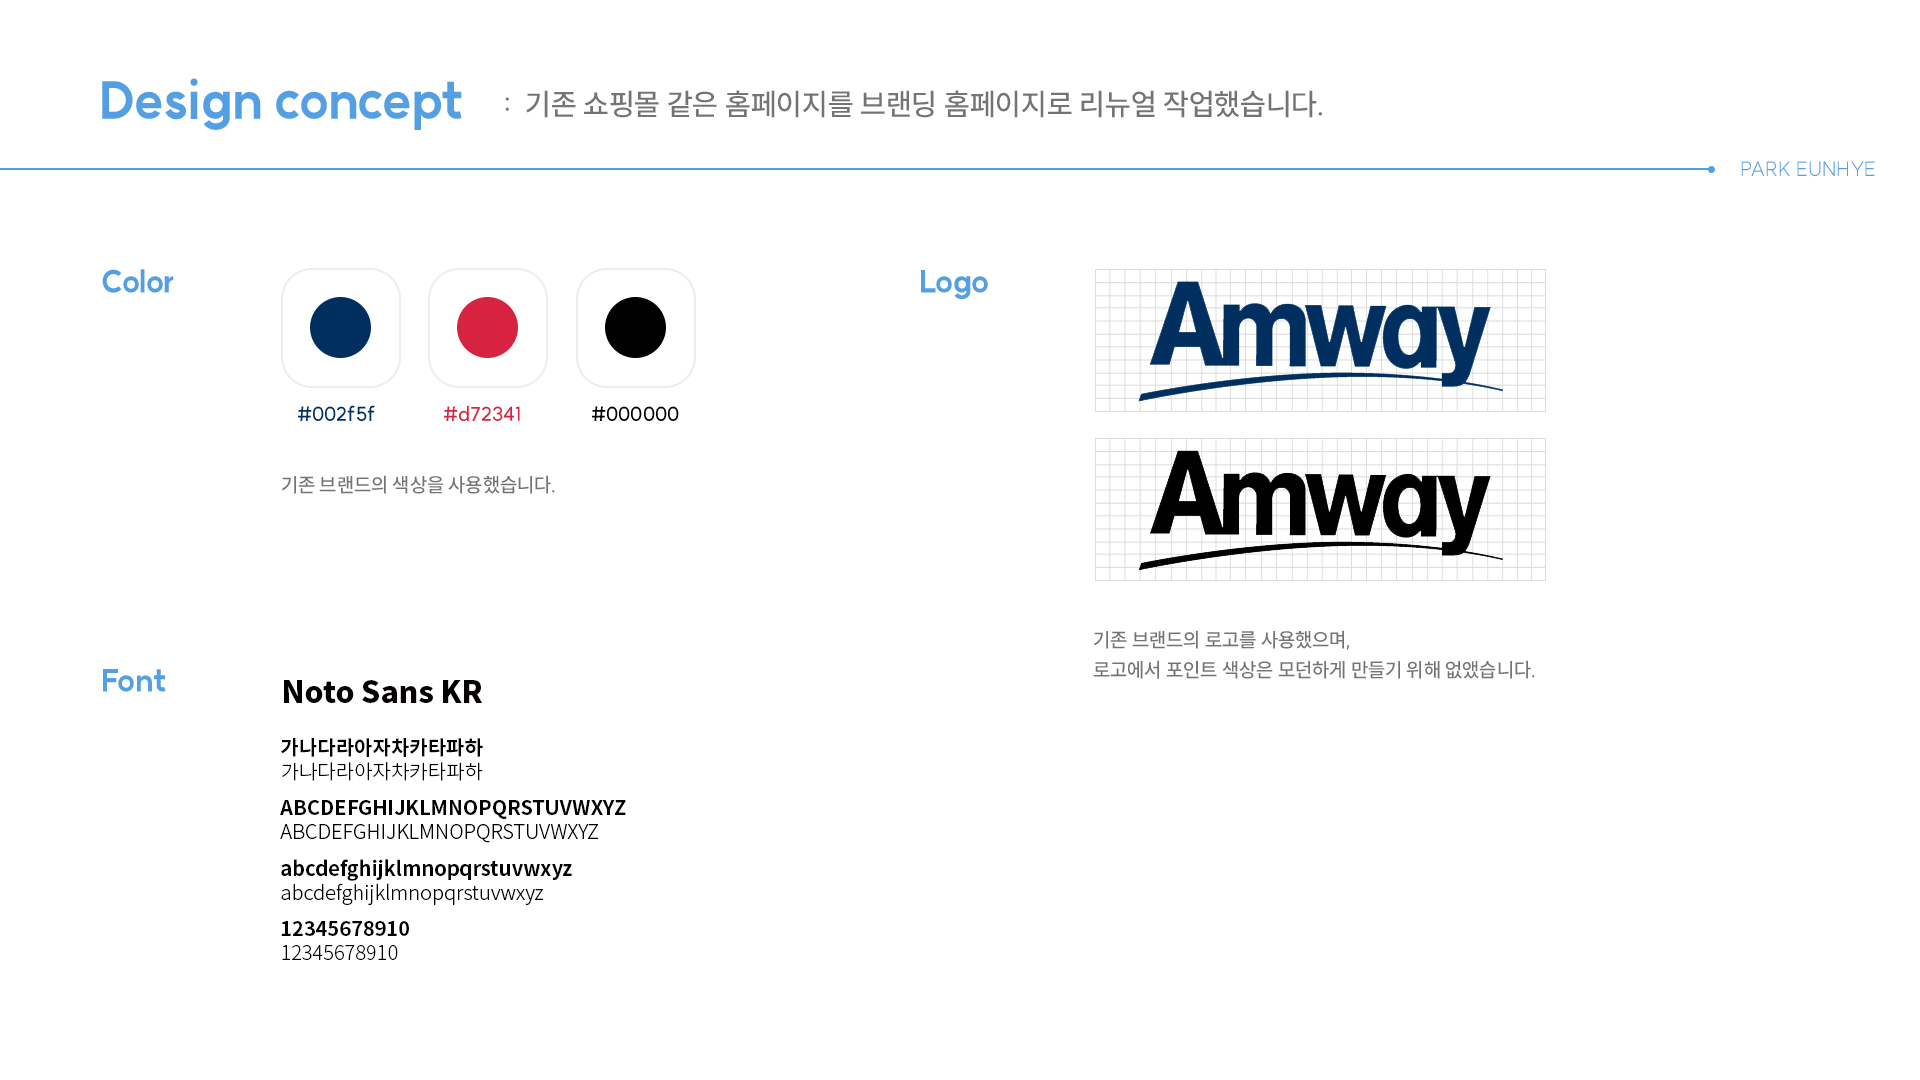 Design concept : 기존 쇼핑몰 같은 홈페이지를 브랜딩 홈페이지로 리뉴얼 작업했습니다.
PARK EUNHYE
Color
#002f5f #d72341 #000000
기존 브랜드의 색상을 사용했습니다.
Logo
Amway
Amway
기존 브랜드의 로고를 사용했으며,
로고에서 포인트 색상은 모던하게 만들기 위해 없앴습니다.
Font
Noto Sans KR
가나다라아자차카타파하
가나다라아자차카타파하
ABCDEFGHIJKLMNOPQRSTUVWXYZ
ABCDEFGHIJKLMNOPQRSTUVWXYZ
abcdefghijklmnopqrstuvwxyz
abcdefghijklmnopqrstuvwxyz
12345678910
12345678910